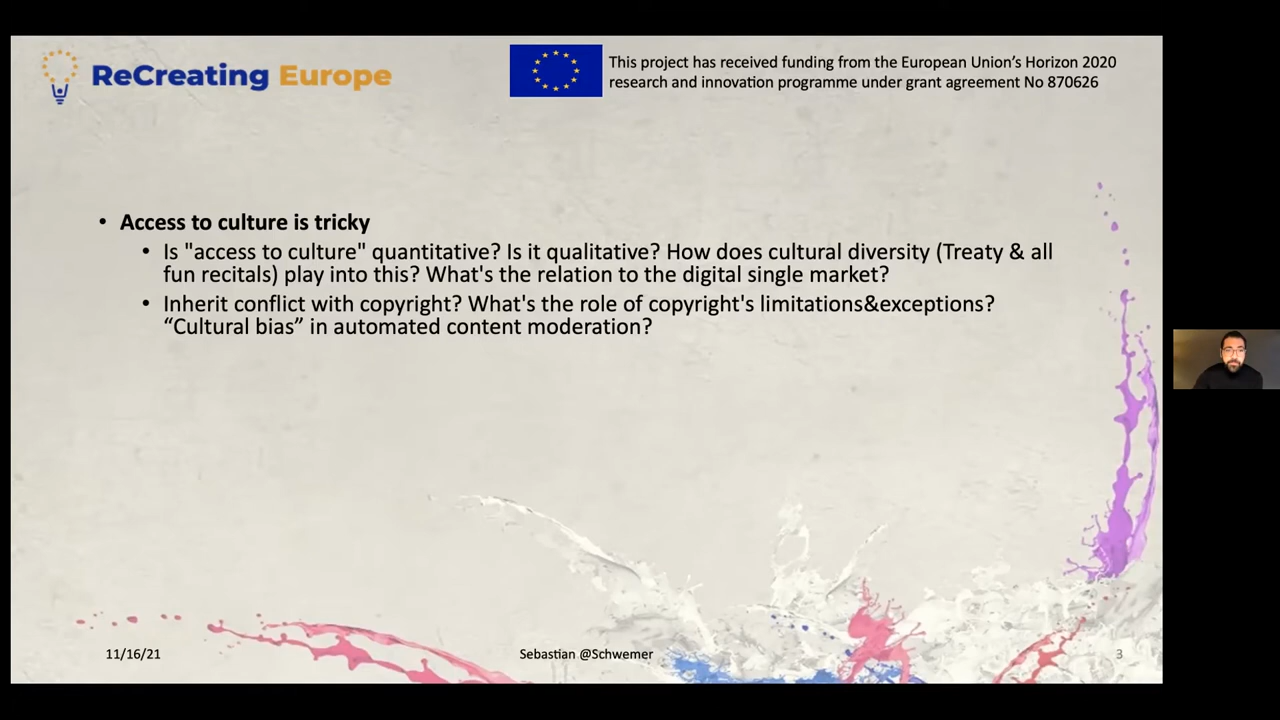 ReCreating Europe
This project has received funding from the European Union’s Horizon 2020
research and innovation programme under grant agreement No 870626
• Access to culture is tricky
• Is "access to culture" quantitative? Is it qualitative? How does cultural diversity (Treaty & all
fun recitals) play into this? What's the relation to the digital single market?
• Inherit conflict with copyright? What's the role of copyright's limitations&exceptions?
“Cultural bias” in automated content moderation?
11/16/21
Sebastian @Schwemer
3